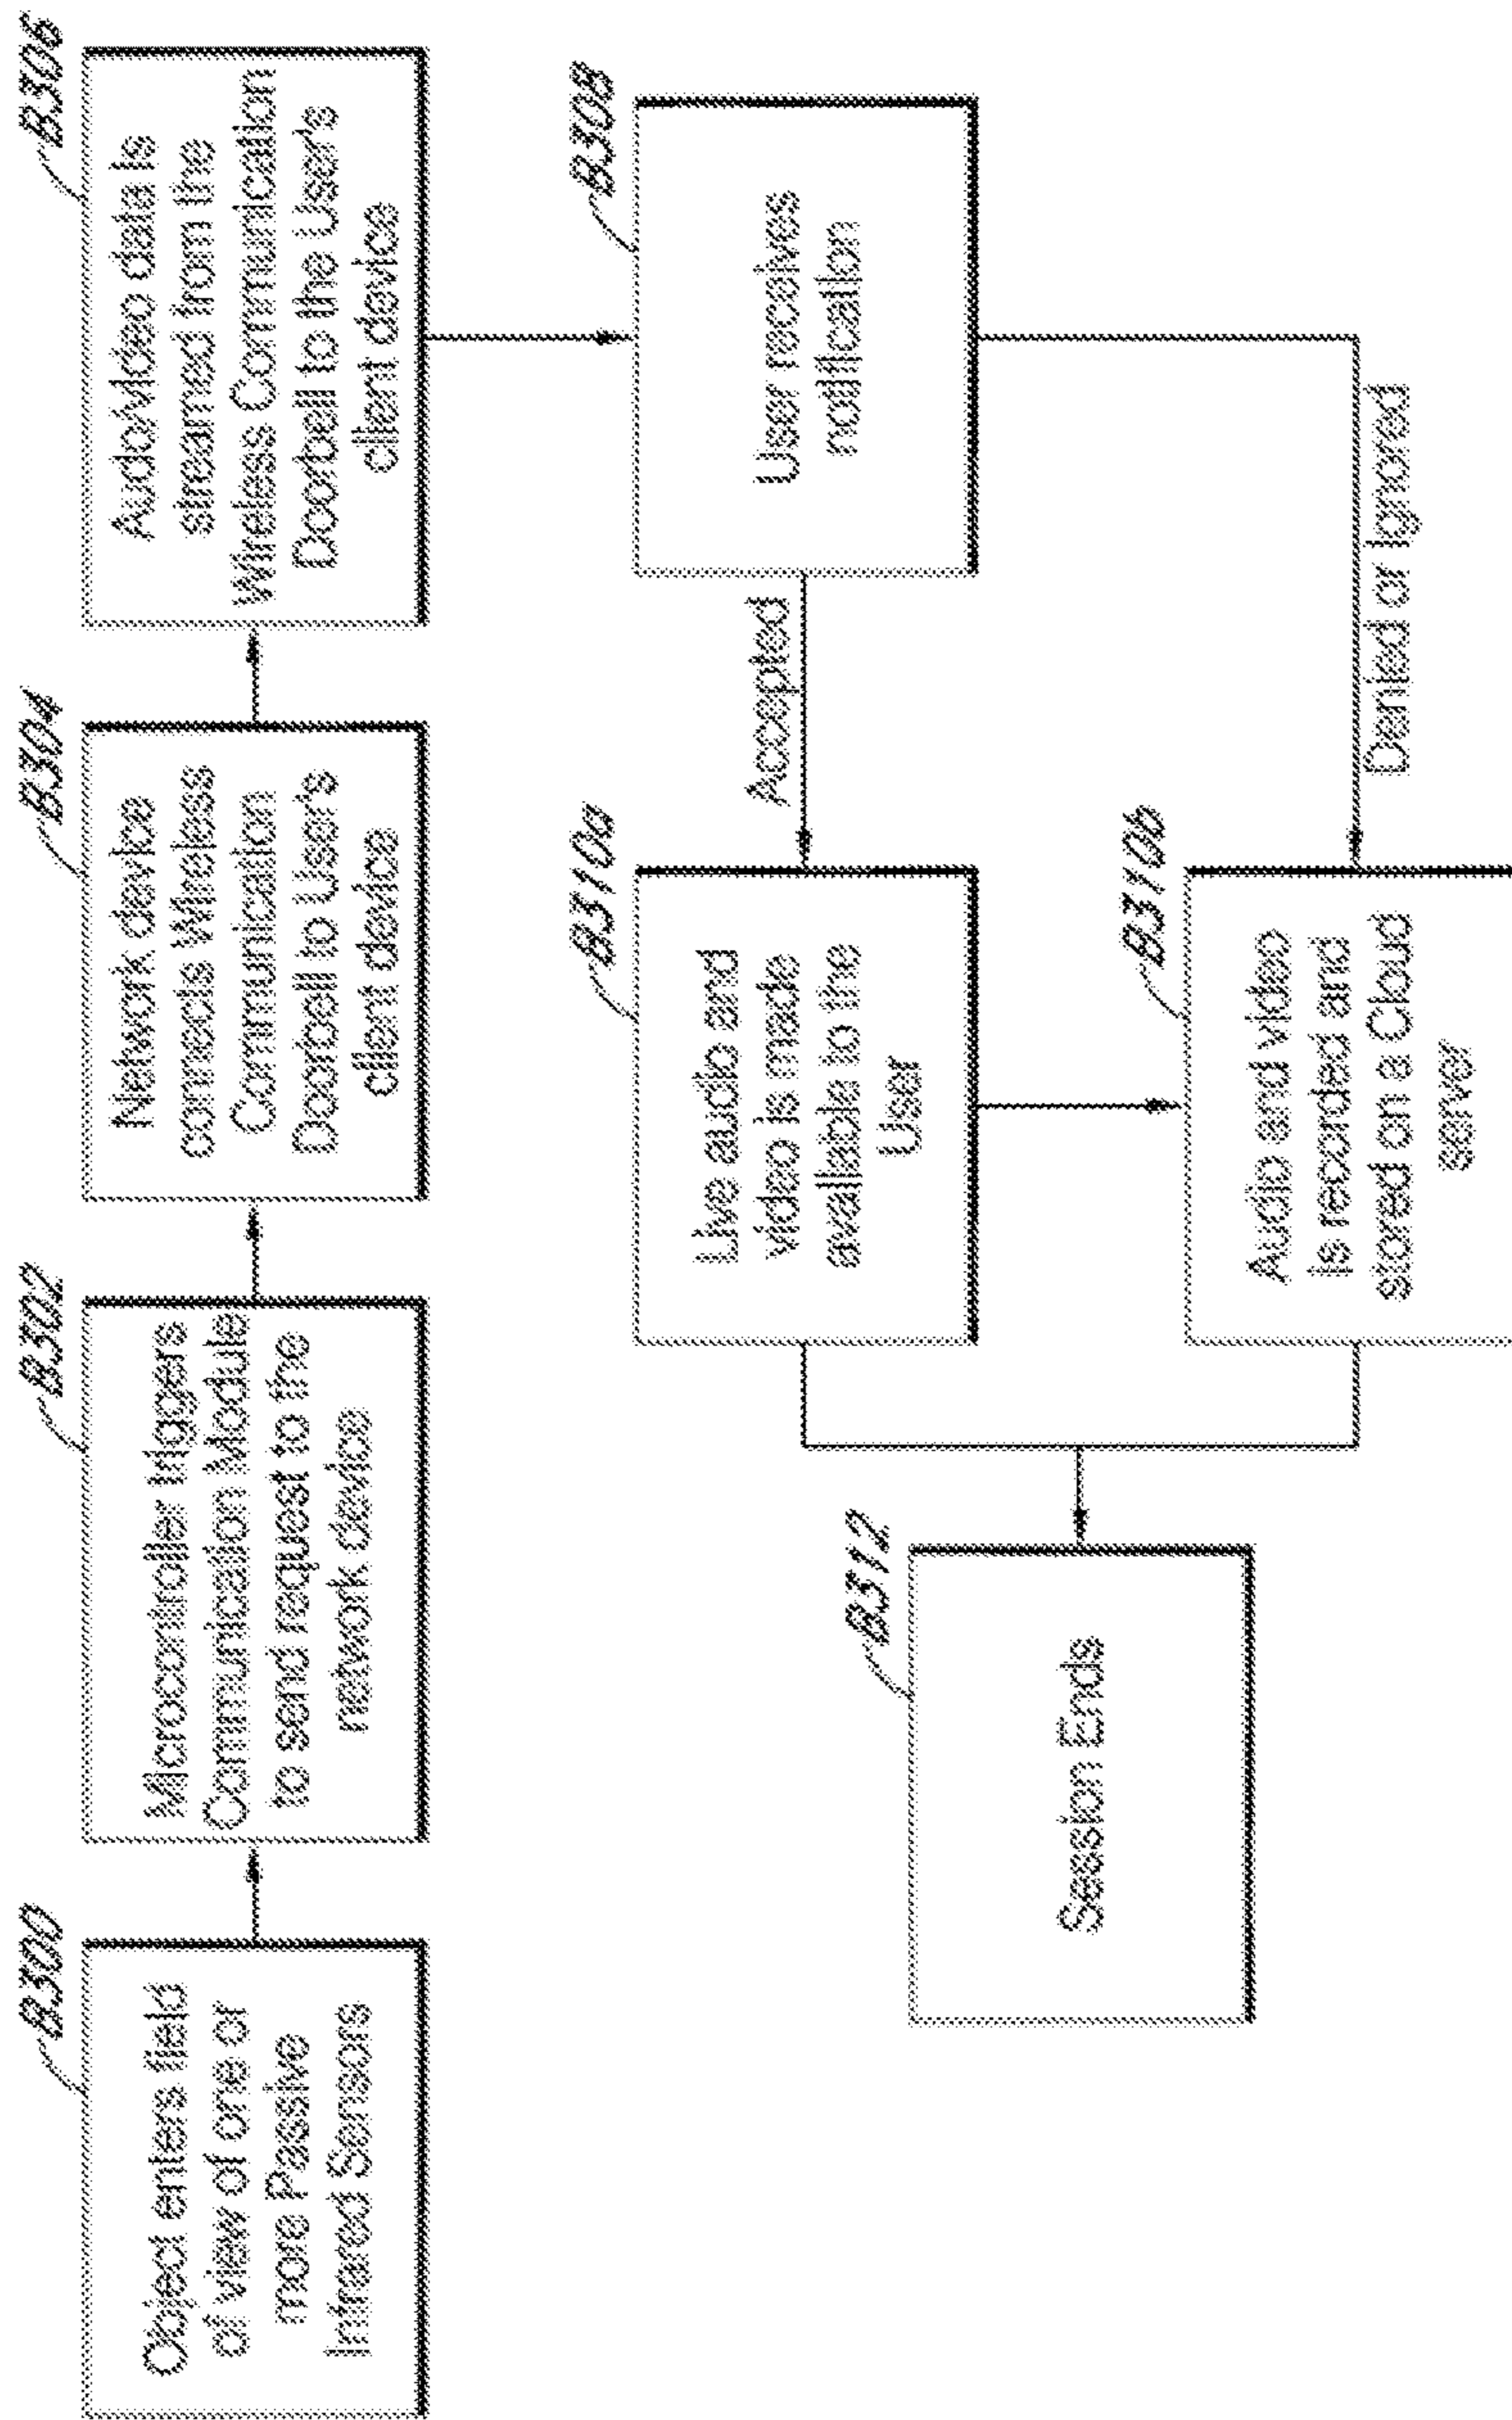 B300
Object enters field
of view of one or
more Passive
Infrared Sensors
B302
Microcontroller triggers
Communication Module
to send request to the
network device
B304
Network device
connects Wireless
Communication
Doorbell to User's
client device
B306
Audo/video data is
streamed from the
Wireless Communication
Doorbell to the User's
client device
B308
User receives
notification
Accepted
Denied or Ignored
B310a
Live audio and
video is made
available to the
User
B310b
Audio and video
is recorded and
stored on a Cloud
server
B312
Session Ends